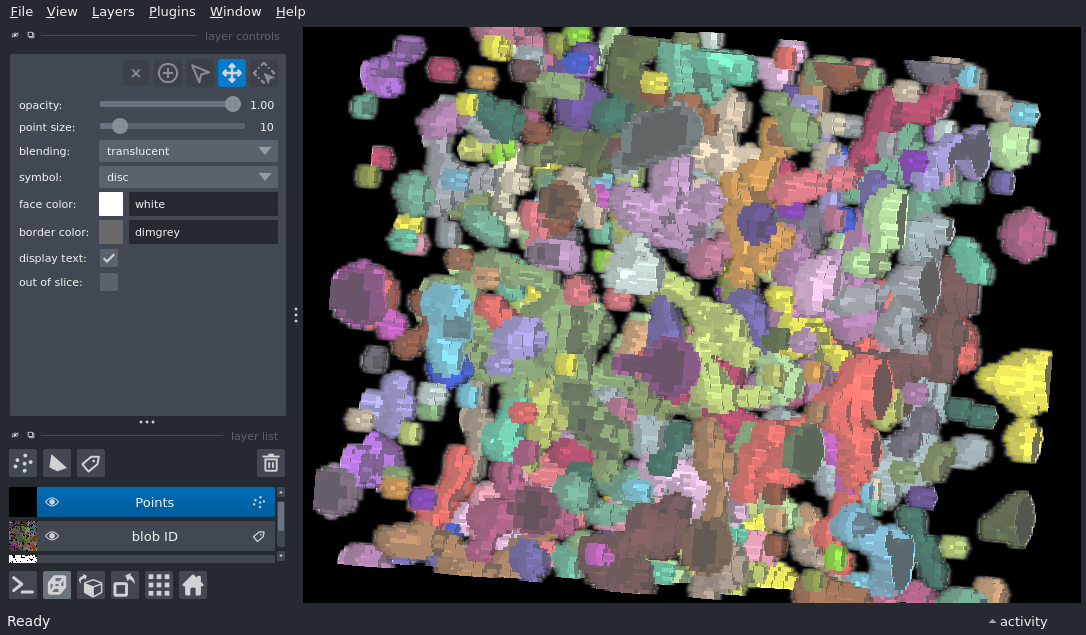 File View Layers Plugins Window Help
layer controls
opacity: 1.00
point size: 10
blending: translucent
symbol: disc
face color: white
border color: dimgrey
display text:
out of slice:
layer list
Points
blob ID
Ready
activity